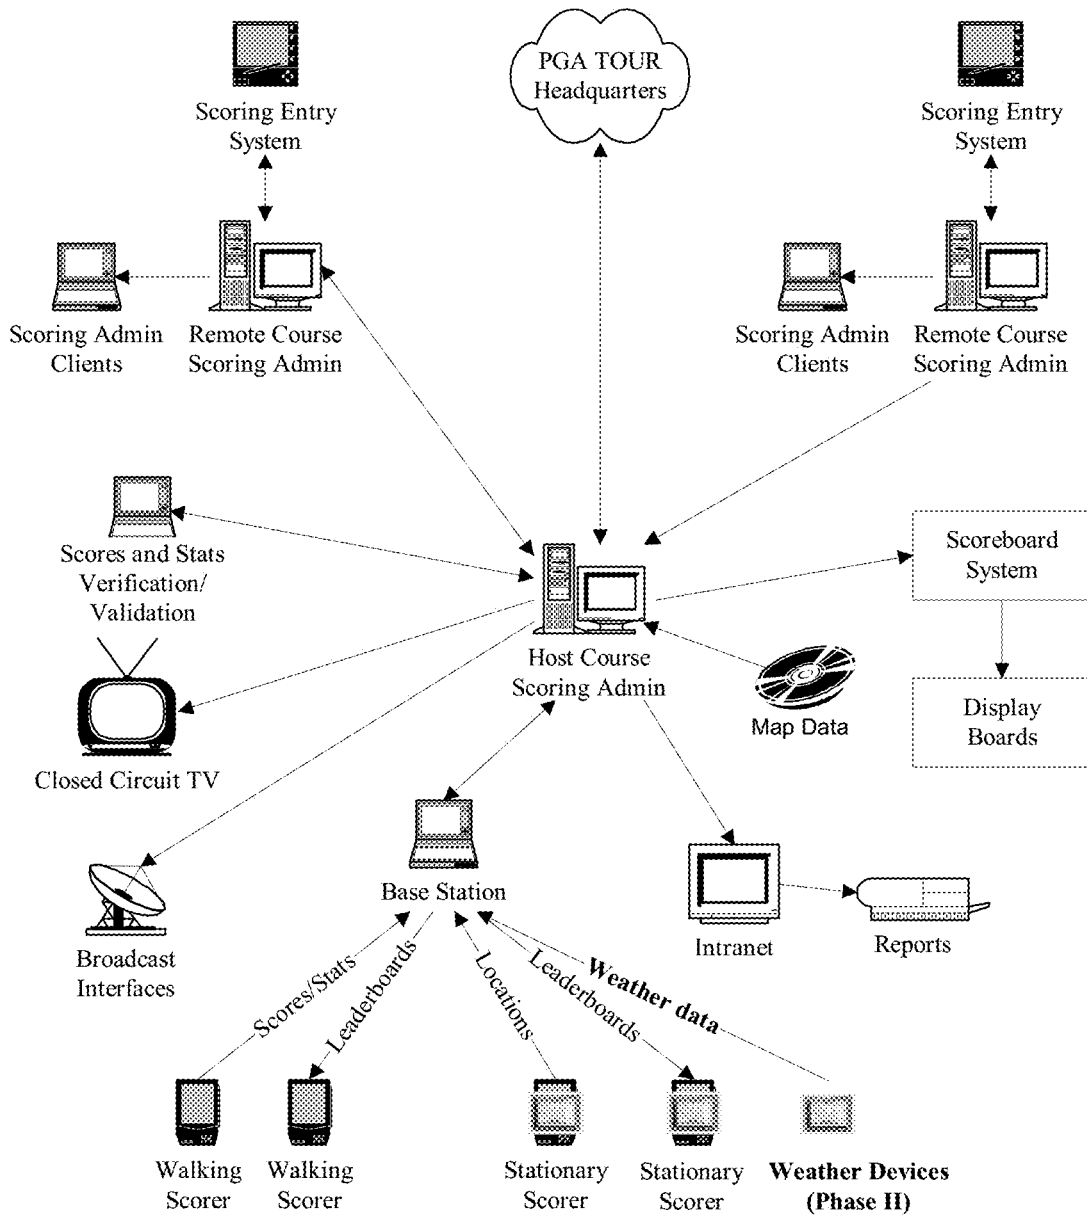 PGA TOUR
Headquarters
Scoring Entry
System
Scoring Entry
System
Scoring Admin
Clients
Remote Course
Scoring Admin
Scoring Admin
Clients
Remote Course
Scoring Admin
Scores and Stats
Verification/
Validation
Scoreboard
System
Host Course
Scoring Admin
Map Data
Display
Boards
Closed Circuit TV
Base Station
Broadcast
Interfaces
Intranet
Reports
Scores/Stats
Leaderboards
Locations
Leaderboards
Weather data
Walking
Scorer
Walking
Scorer
Stationary
Scorer
Stationary
Scorer
Weather Devices
(Phase II)